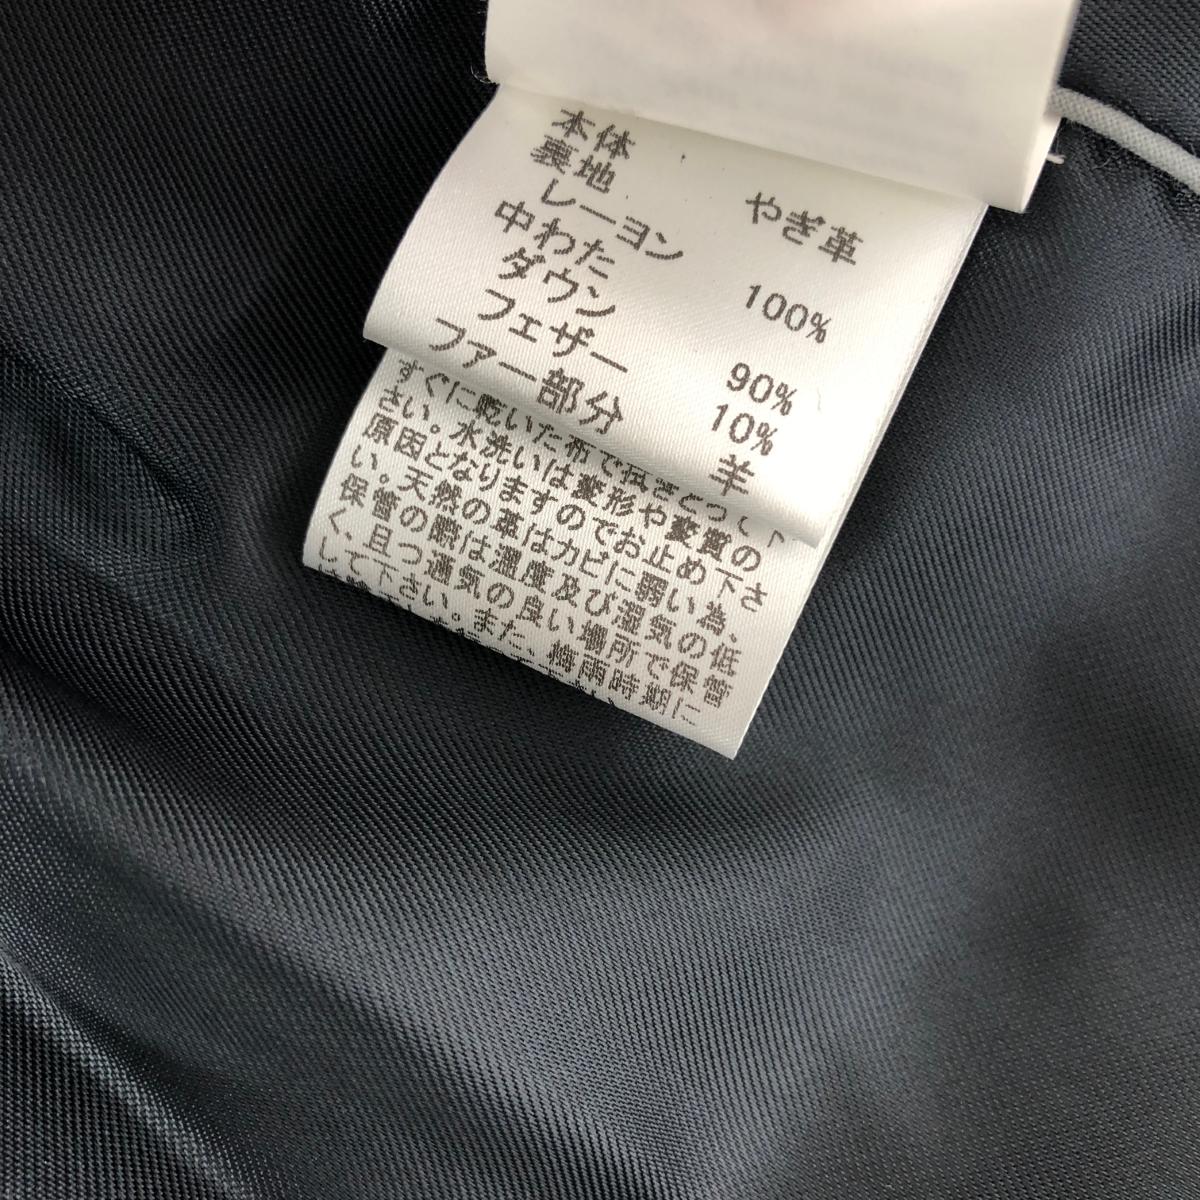 本体 やぎ革
裏地
レーヨン 100%
中わた
ダウン 90%
フェザー 10%
ファー部分 羊
すぐに乾いた布で拭きとって下
さい。水洗いは変形や変質の
原因となりますのでお止め下さ
い。天然の革はカビに弱い為、
保管の際は温度及び湿気の低
く、且つ通気の良い場所で保管
して下さい。また、梅雨時期に